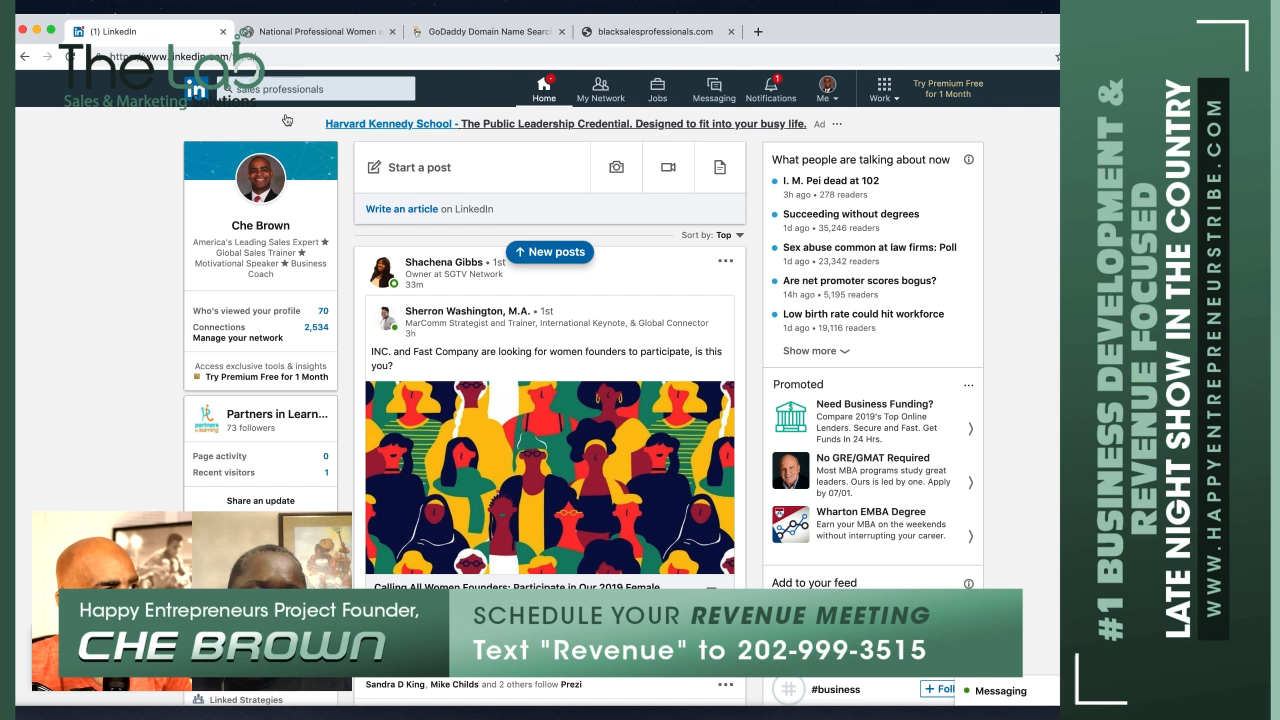 (1) LinkedIn
National Professional Women
GoDaddy Domain Name Searc
blacksalesprofessionals.com
The Lab
Sales & Marketing Solutions
sales professionals
Home
My Network
Jobs
Messaging
1
Notifications
Me
Work
Try Premium Free
for 1 Month
Harvard Kennedy School - The Public Leadership Credential. Designed to fit into your busy life. Ad
Che Brown
America's Leading Sales Expert ★
Global Sales Trainer ★
Motivational Speaker ★ Business
Coach
Who's viewed your profile 70
Connections 2,534
Manage your network
Access exclusive tools & insights
Try Premium Free for 1 Month
Partners in Learn...
73 followers
partners
in learning
Page activity 0
Recent visitors 1
Share an update
Linked Strategies
Start a post
Write an article on LinkedIn
Sort by: Top
↑ New posts
Shachena Gibbs • 1st
Owner at SGTV Network
33m
Sherron Washington, M.A. • 1st
MarComm Strategist and Trainer, International Keynote, & Global Connector
3h
INC. and Fast Company are looking for women founders to participate, is this
you?
Calling All Women Founders: Participate in Our 2019 Female
Sandra D King, Mike Childs and 2 others follow Prezi
What people are talking about now
I. M. Pei dead at 102
3h ago • 278 readers
Succeeding without degrees
1d ago • 35,246 readers
Sex abuse common at law firms: Poll
1d ago • 23,342 readers
Are net promoter scores bogus?
14h ago • 5,195 readers
Low birth rate could hit workforce
1d ago • 19,116 readers
Show more
Promoted
Need Business Funding?
Compare 2019's Top Online
Lenders. Secure and Fast. Get
Funds In 24 Hrs.
No GRE/GMAT Required
Most MBA programs study great
leaders. Ours is led by one. Apply
by 07/01.
Wharton EMBA Degree
Earn your MBA on the weekends
without interrupting your career.
Add to your feed
#
#business
+ Foll
Messaging
Happy Entrepreneurs Project Founder,
CHE BROWN
SCHEDULE YOUR REVENUE MEETING
Text "Revenue" to 202-999-3515
#1 BUSINESS DEVELOPMENT &
REVENUE FOCUSED
LATE NIGHT SHOW IN THE COUNTRY
WWW.HAPPYENTREPRENEURSTRIBE.COM